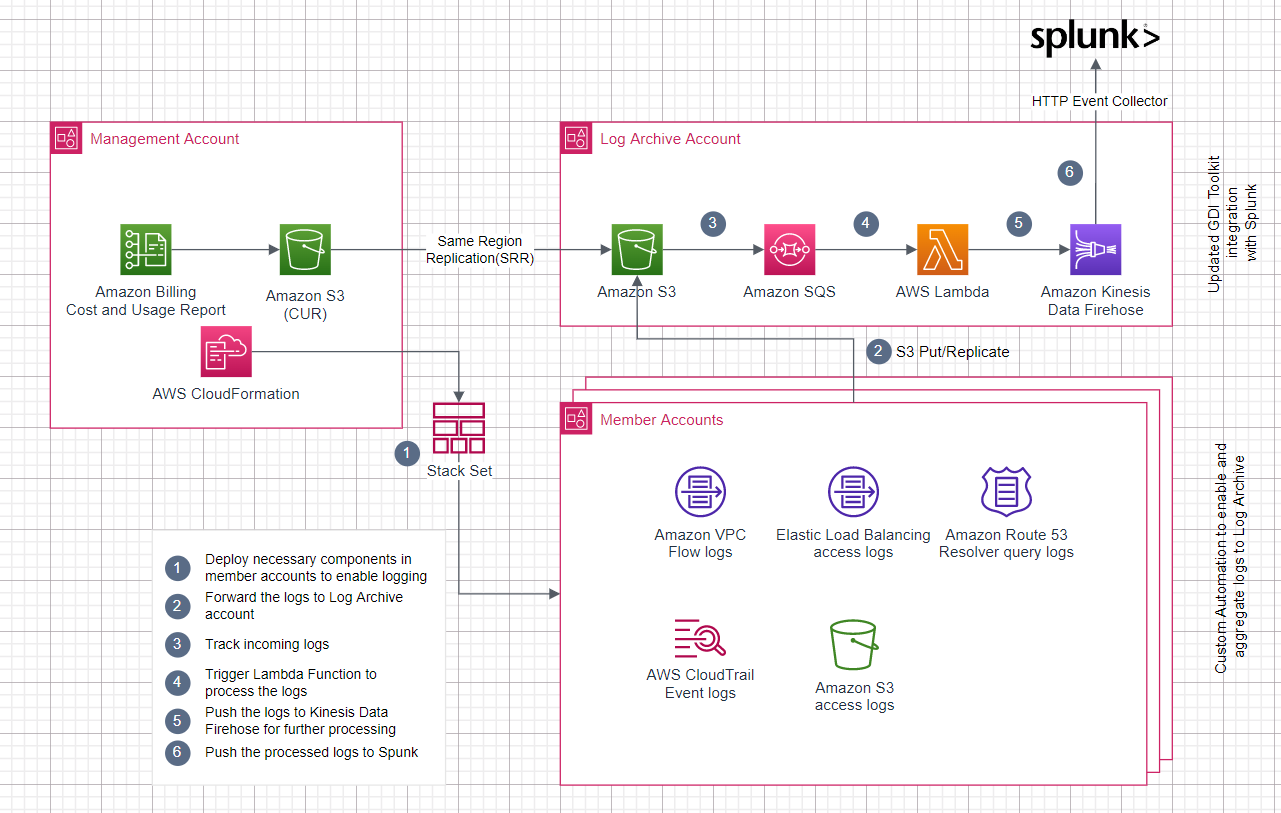 splunk>
HTTP Event Collector
Management Account
Log Archive Account
6
3
4
5
Same Region
Replication(SRR)
Amazon Billing
Cost and Usage Report
Amazon S3
(CUR)
Amazon S3
Amazon SQS
AWS Lambda
Amazon Kinesis
Data Firehose
Updated GDI Toolkit
integration
with Splunk
AWS CloudFormation
2
S3 Put/Replicate
1
Stack Set
Member Accounts
Amazon VPC
Flow logs
Elastic Load Balancing
access logs
Amazon Route 53
Resolver query logs
AWS CloudTrail
Event logs
Amazon S3
access logs
Custom Automation to enable and
aggregate logs to Log Archive
1
Deploy necessary components in
member accounts to enable logging
2
Forward the logs to Log Archive
account
3
Track incoming logs
4
Trigger Lambda Function to
process the logs
5
Push the logs to Kinesis Data
Firehose for further processing
6
Push the processed logs to Spunk